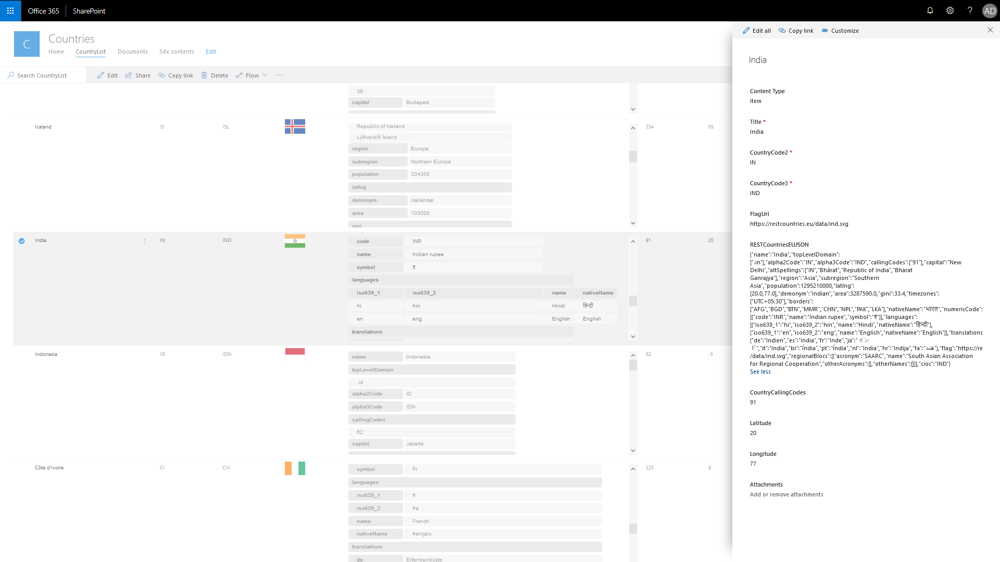 Office 365
SharePoint
AD
C
Countries
Home
CountryList
Documents
Site contents
Edit
Search CountryList
Edit
Share
Copy link
Delete
Flow
36
capital Budapest
Iceland IS ISL
Republic of Iceland
354 65
Lýðveldið Ísland
region Europe
subregion Northern Europe
population 334300
latlng
demonym Icelander
area 103000
gini
India IN IND
code INR
91 20
name Indian rupee
symbol ₹
languages
iso639_1 iso639_2 name nativeName
hi hin Hindi हिन्दी
en eng English English
translations
Indonesia ID IDN
name Indonesia
62 -5
topLevelDomain
.id
alpha2Code ID
alpha3Code IDN
callingCodes
62
capital Jakarta
Côte d'Ivoire CI CIV
symbol Fr
225 8
languages
iso639_1 fr
iso639_2 fra
name French
nativeName français
translations
de Elfenbeinküste
Edit all
Copy link
Customize
India
Content Type
Item
Title *
India
CountryCode2 *
IN
CountryCode3 *
IND
FlagUrl
https://restcountries.eu/data/ind.svg
RESTCountriesEUJSON
{"name":"India","topLevelDomain":
[".in"],"alpha2Code":"IN","alpha3Code":"IND","callingCodes":["91"],"capital":"New
Delhi","altSpellings":["IN","Bhārat","Republic of India","Bharat
Ganrajya"],"region":"Asia","subregion":"Southern
Asia","population":1295210000,"latlng":
[20.0,77.0],"demonym":"Indian","area":3287590.0,"gini":33.4,"timezones":
["UTC+05:30"],"borders":
["AFG","BGD","BTN","MMR","CHN","NPL","PAK","LKA"],"nativeName":"भारत","numericCode":
[{"code":"INR","name":"Indian rupee","symbol":"₹"}],"languages":
[{"iso639_1":"hi","iso639_2":"hin","name":"Hindi","nativeName":"हिन्दी"},
{"iso639_1":"en","iso639_2":"eng","name":"English","nativeName":"English"}],"translations
{"de":"Indien","es":"India","fr":"Inde","ja":"イン
ド","it":"India","br":"Índia","pt":"Índia","nl":"India","hr":"Indija","fa":"هند"},"flag":"https://re
/data/ind.svg","regionalBlocs":[{"acronym":"SAARC","name":"South Asian Association
for Regional Cooperation","otherAcronyms":[],"otherNames":[]}],"cioc":"IND"}
See less
CountryCallingCodes
91
Latitude
20
Longitude
77
Attachments
Add or remove attachments